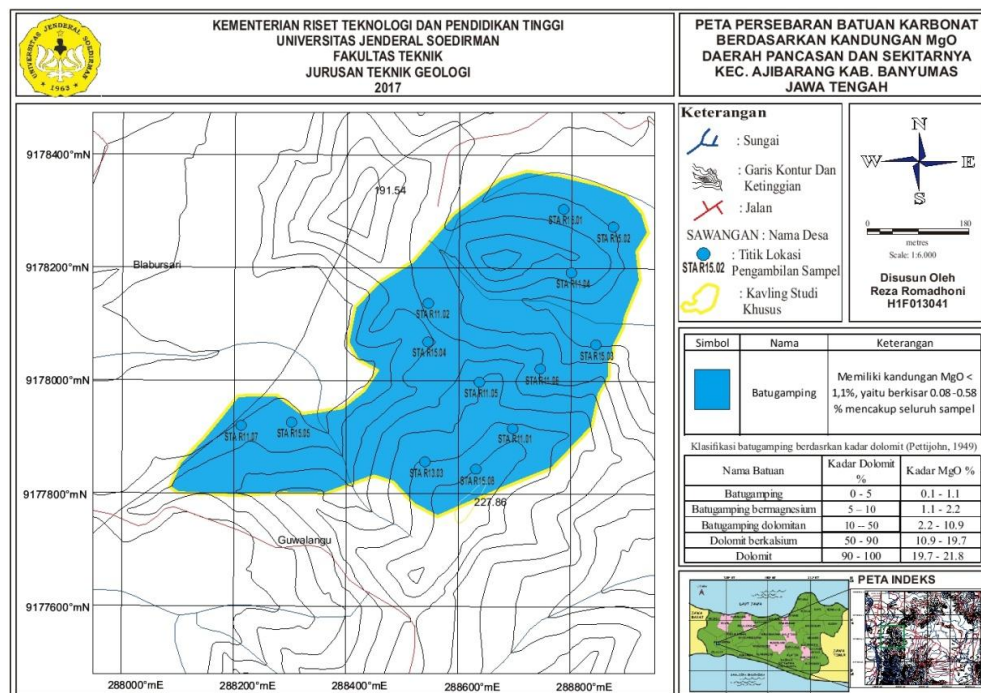 KEMENTERIAN RISET TEKNOLOGI DAN PENDIDIKAN TINGGI
UNIVERSITAS JENDERAL SOEDIRMAN
FAKULTAS TEKNIK
JURUSAN TEKNIK GEOLOGI
2017
UNIVERSITAS JENDERAL SOEDIRMAN
1963
PETA PERSEBARAN BATUAN KARBONAT
BERDASARKAN KANDUNGAN MgO
DAERAH PANCASAN DAN SEKITARNYA
KEC. AJIBARANG KAB. BANYUMAS
JAWA TENGAH
9178400°mN
9178200°mN
9178000°mN
9177800°mN
9177600°mN
288000°mE
288200°mE
288400°mE
288600°mE
288800°mE
191.54
Blabursari
STA R15.02
STA R11.04
STA R11.02
STA R15.04
STA R11.05
STA R11.07
STA R15.05
STA R11.01
STA R13.03
227.86
Guwalangu
Keterangan
: Sungai
: Garis Kontur Dan
Ketinggian
: Jalan
SAWANGAN : Nama Desa
: Titik Lokasi
STA R15.02 Pengambilan Sampel
: Kavling Studi
Khusus
N
W E
S
0 180
metres
Scale: 1:6.000
Disusun Oleh
Reza Romadhoni
H1F013041
Simbol Nama Keterangan
Batugamping
Memiliki kandungan MgO <
1,1%, yaitu berkisar 0.08 -0.58
% mencakup seluruh sampel
Klasifikasi batugamping berdasrkan kadar dolomit (Pettijohn, 1949)
Nama Batuan Kadar Dolomit % Kadar MgO %
Batugamping 0 - 5 0.1 - 1.1
Batugamping bermagnesium 5 – 10 1.1 - 2.2
Batugamping dolomitan 10 – 50 2.2 - 10.9
Dolomit berkalsium 50 - 90 10.9 - 19.7
Dolomit 90 - 100 19.7 - 21.8
PETA INDEKS